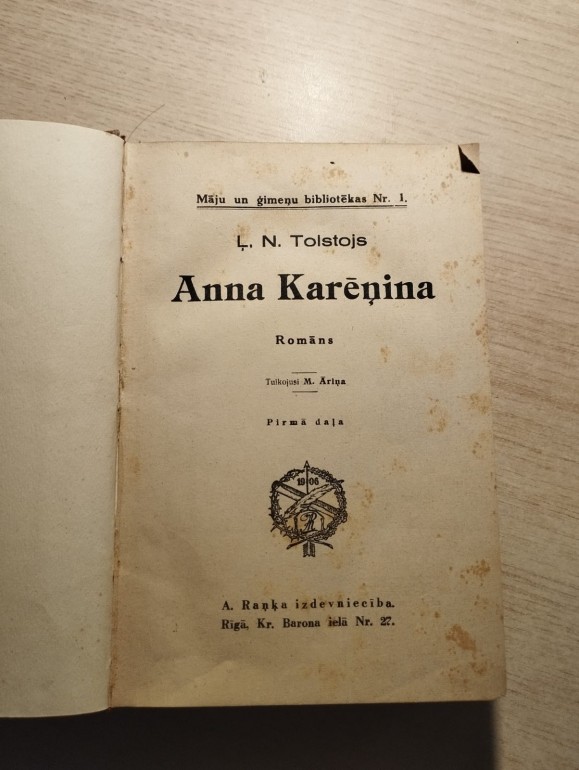 Māju un ģimeņu bibliotēkas Nr. 1.
Ļ. N. Tolstojs
Anna Karēņina
Romāns
Tulkojusi M. Āriņa
Pirmā daļa
1906
R
A. Raņķa izdevniecība.
Rīgā, Kr. Barona ielā Nr. 27.